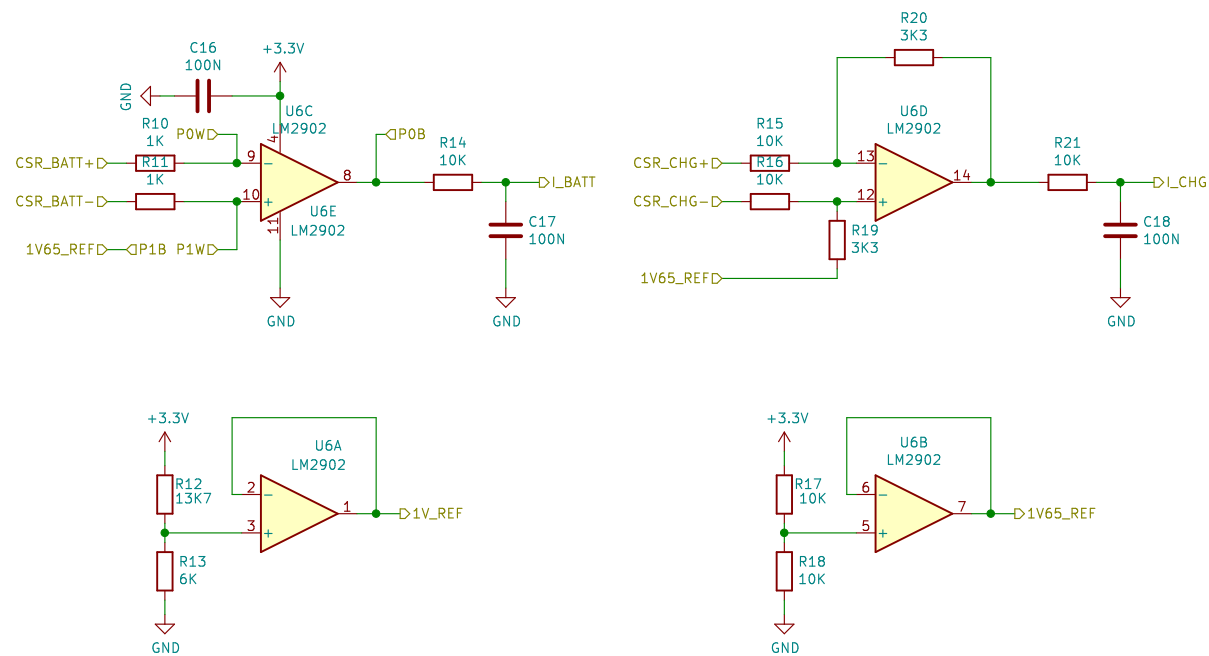 C16
100N
+3.3V
GND
U6C
LM2902
R10
1K
P0W
4
CSR_BATT+
R11
1K
9
CSR_BATT-
10
8
P0B
R14
10K
I_BATT
U6E
LM2902
11
1V65_REF
P1B
P1W
C17
100N
GND
GND
R20
3K3
U6D
LM2902
R15
10K
CSR_CHG+
R16
10K
13
CSR_CHG-
12
14
R21
10K
I_CHG
R19
3K3
1V65_REF
C18
100N
GND
+3.3V
U6A
LM2902
R12
13K7
2
3
1
1V_REF
R13
6K
GND
+3.3V
U6B
LM2902
R17
10K
6
5
7
1V65_REF
R18
10K
GND